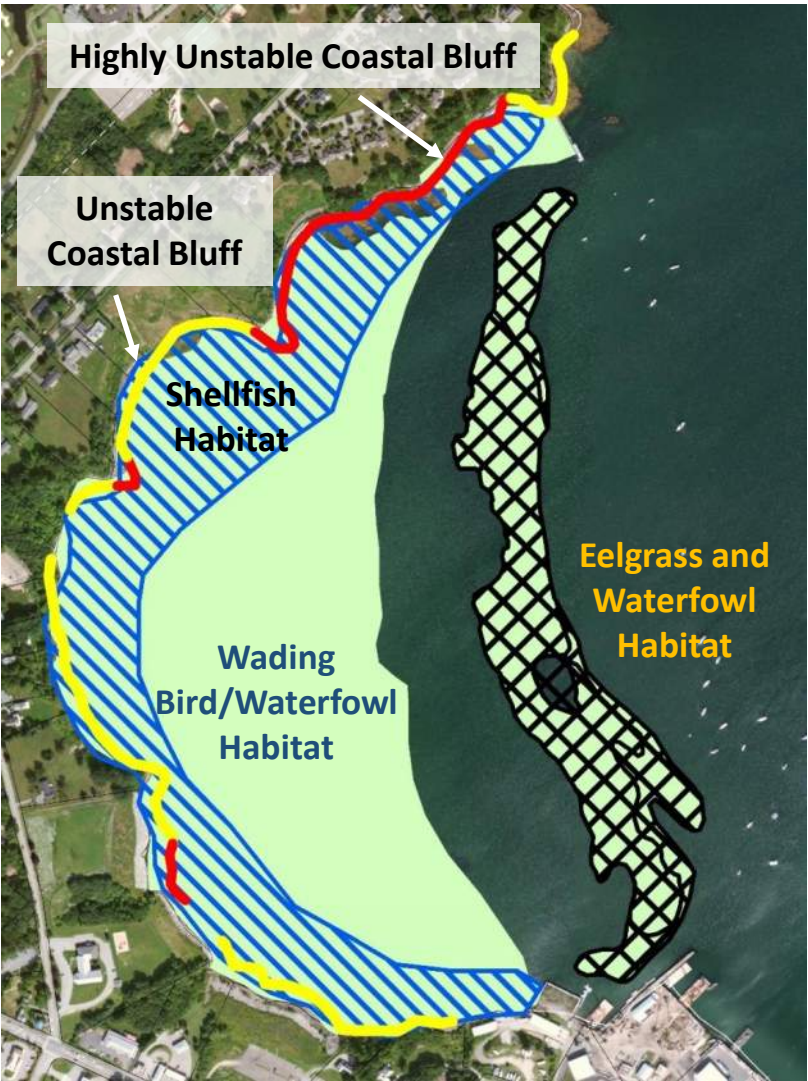 Highly Unstable Coastal Bluff
Unstable
Coastal Bluff
Shellfish
Habitat
Eelgrass and
Waterfowl
Habitat
Wading
Bird/Waterfowl
Habitat